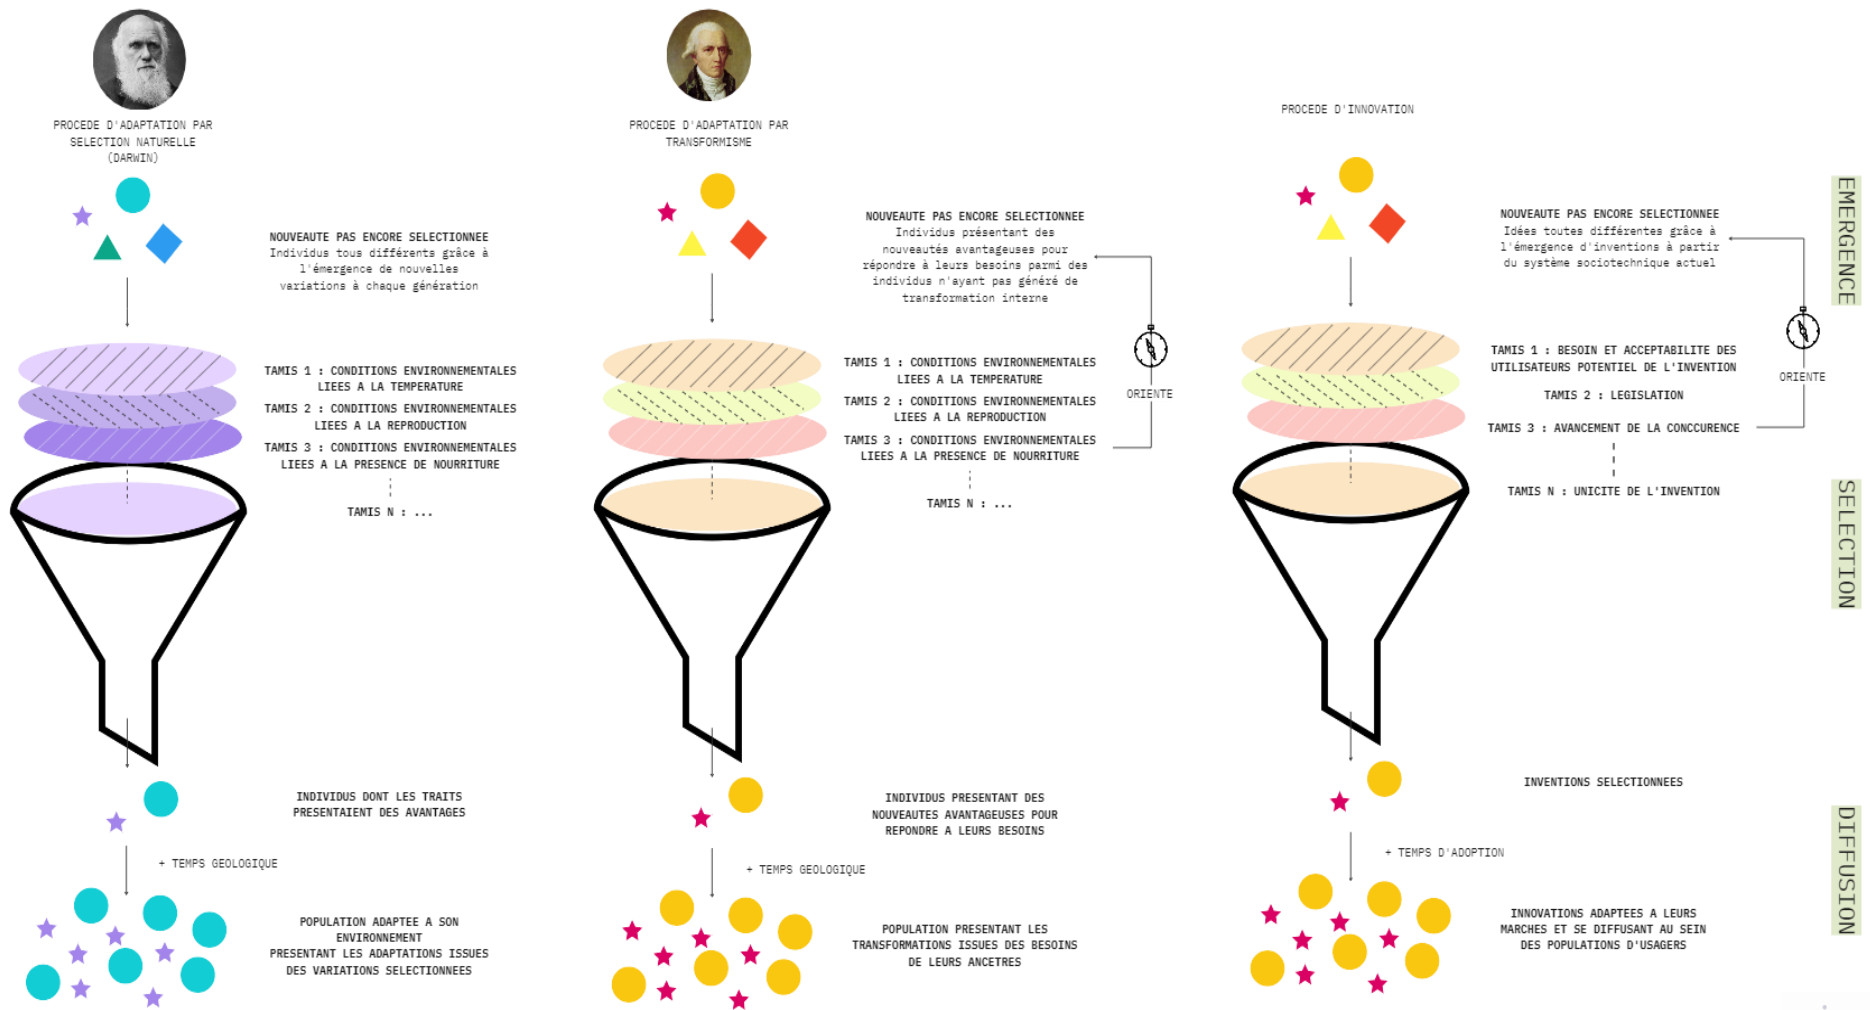 PROCEDE D'ADAPTATION PAR
SELECTION NATURELLE
(DARWIN)
NOUVEAUTE PAS ENCORE SELECTIONNEE
Individus tous différents grâce à
l'émergence de nouvelles
variations à chaque génération
TAMIS 1 : CONDITIONS ENVIRONNEMENTALES
LIEES A LA TEMPERATURE
TAMIS 2 : CONDITIONS ENVIRONNEMENTALES
LIEES A LA REPRODUCTION
TAMIS 3 : CONDITIONS ENVIRONNEMENTALES
LIEES A LA PRESENCE DE NOURRITURE
TAMIS N : ...
INDIVIDUS DONT LES TRAITS
PRESENTAIENT DES AVANTAGES
+ TEMPS GEOLOGIQUE
POPULATION ADAPTEE A SON
ENVIRONNEMENT
PRESENTANT LES ADAPTATIONS ISSUES
DES VARIATIONS SELECTIONNEES
PROCEDE D'ADAPTATION PAR
TRANSFORMISME
NOUVEAUTE PAS ENCORE SELECTIONNEE
Individus présentant des
nouveautés avantageuses pour
répondre à leurs besoins parmi des
individus n'ayant pas généré de
transformation interne
TAMIS 1 : CONDITIONS ENVIRONNEMENTALES
LIEES A LA TEMPERATURE
TAMIS 2 : CONDITIONS ENVIRONNEMENTALES
LIEES A LA REPRODUCTION
TAMIS 3 : CONDITIONS ENVIRONNEMENTALES
LIEES A LA PRESENCE DE NOURRITURE
TAMIS N : ...
ORIENTE
INDIVIDUS PRESENTANT DES
NOUVEAUTES AVANTAGEUSES POUR
REPONDRE A LEURS BESOINS
+ TEMPS GEOLOGIQUE
POPULATION PRESENTANT LES
TRANSFORMATIONS ISSUES DES BESOINS
DE LEURS ANCETRES
PROCEDE D'INNOVATION
NOUVEAUTE PAS ENCORE SELECTIONNEE
Idées toutes différentes grâce à
l'émergence d'inventions à partir
du système sociotechnique actuel
TAMIS 1 : BESOIN ET ACCEPTABILITE DES
UTILISATEURS POTENTIEL DE L'INVENTION
TAMIS 2 : LEGISLATION
TAMIS 3 : AVANCEMENT DE LA CONCCURENCE
TAMIS N : UNICITE DE L'INVENTION
ORIENTE
INVENTIONS SELECTIONNEES
+ TEMPS D'ADOPTION
INNOVATIONS ADAPTEES A LEURS
MARCHES ET SE DIFFUSANT AU SEIN
DES POPULATIONS D'USAGERS
EMERGENCE
SELECTION
DIFFUSION